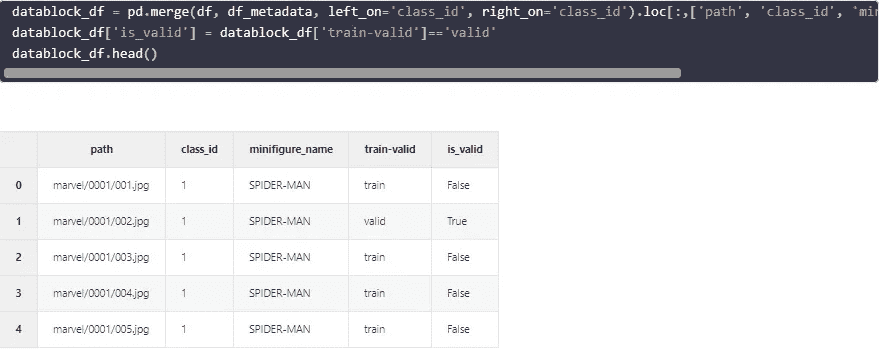 datablock_df = pd.merge(df, df_metadata, left_on='class_id', right_on='class_id').loc[:,['path', 'class_id', 'mi
datablock_df['is_valid'] = datablock_df['train-valid']=='valid'
datablock_df.head()
path class_id minifigure_name train-valid is_valid
0 marvel/0001/001.jpg 1 SPIDER-MAN train False
1 marvel/0001/002.jpg 1 SPIDER-MAN valid True
2 marvel/0001/003.jpg 1 SPIDER-MAN train False
3 marvel/0001/004.jpg 1 SPIDER-MAN train False
4 marvel/0001/005.jpg 1 SPIDER-MAN train False